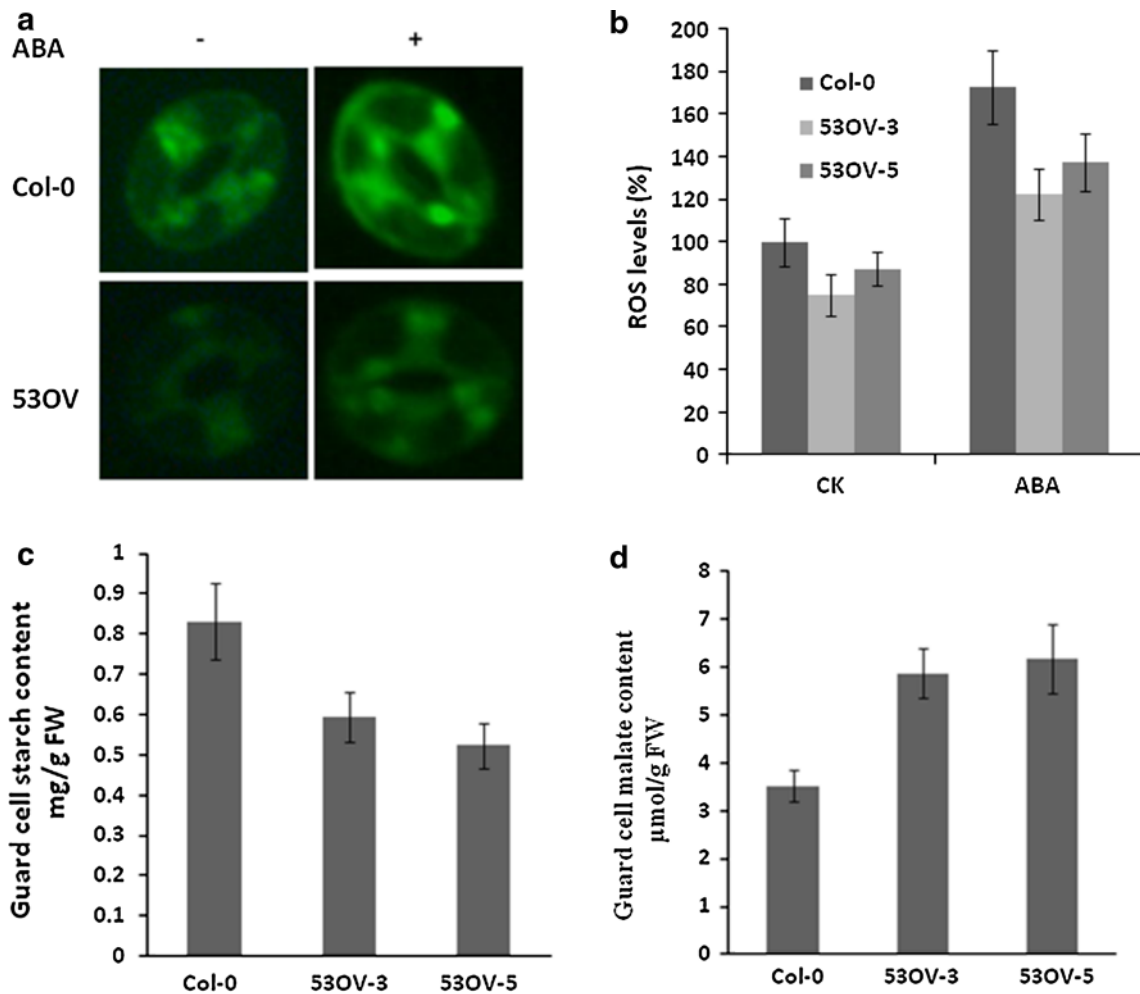 a
ABA - +
Col-0
53OV
b
ROS levels (%)
200
180
160
140
120
100
80
60
40
20
0
Col-0
53OV-3
53OV-5
CK ABA
c
Guard cell starch content
mg/g FW
1
0.9
0.8
0.7
0.6
0.5
0.4
0.3
0.2
0.1
0
Col-0 53OV-3 53OV-5
d
Guard cell malate content
µmol/g FW
8
7
6
5
4
3
2
1
0
Col-0 53OV-3 53OV-5